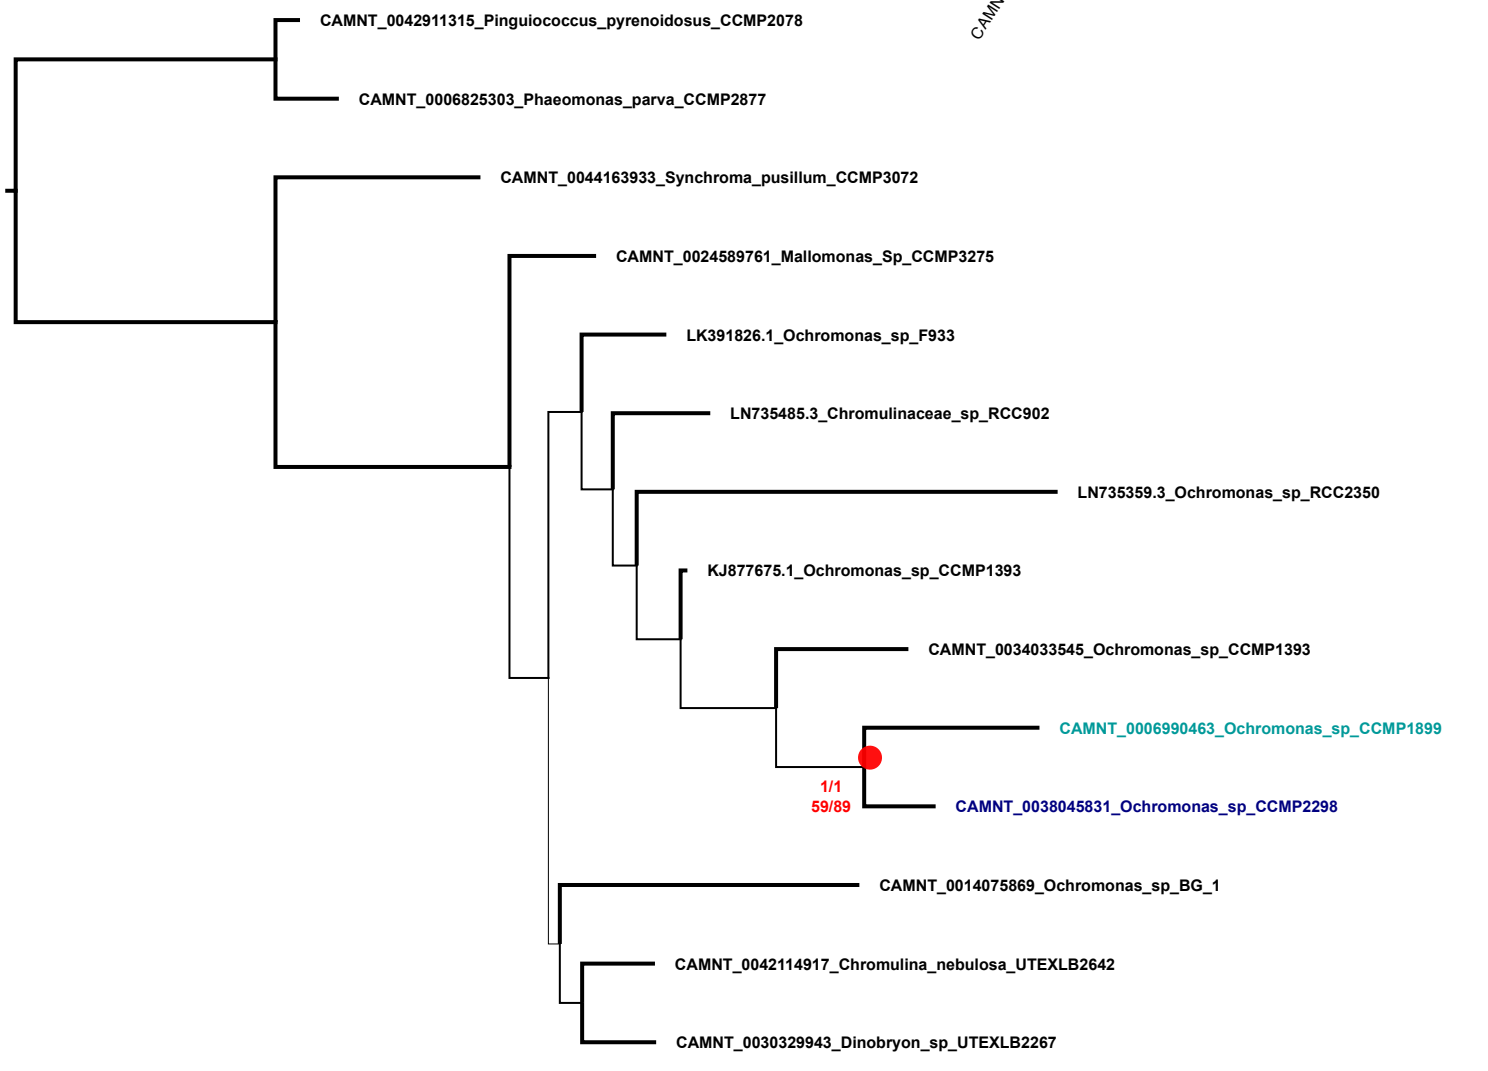 CAMNT_0042911315_Pinguiococcus_pyrenoidosus_CCMP2078
CAMN
CAMNT_0006825303_Phaeomonas_parva_CCMP2877
CAMNT_0044163933_Synchroma_pusillum_CCMP3072
CAMNT_0024589761_Mallomonas_Sp_CCMP3275
LK391826.1_Ochromonas_sp_F933
LN735485.3_Chromulinaceae_sp_RCC902
LN735359.3_Ochromonas_sp_RCC2350
KJ877675.1_Ochromonas_sp_CCMP1393
CAMNT_0034033545_Ochromonas_sp_CCMP1393
CAMNT_0006990463_Ochromonas_sp_CCMP1899
1/1
59/89
CAMNT_0038045831_Ochromonas_sp_CCMP2298
CAMNT_0014075869_Ochromonas_sp_BG_1
CAMNT_0042114917_Chromulina_nebulosa_UTEXLB2642
CAMNT_0030329943_Dinobryon_sp_UTEXLB2267